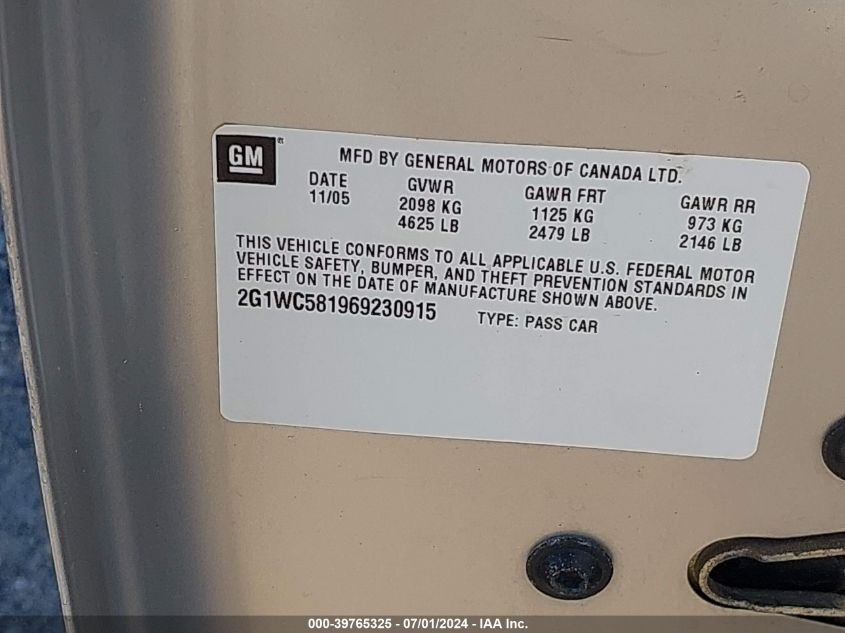 GM
MFD BY GENERAL MOTORS OF CANADA LTD.
DATE GVWR GAWR FRT GAWR RR
11/05 2098 KG 1125 KG 973 KG
4625 LB 2479 LB 2146 LB
THIS VEHICLE CONFORMS TO ALL APPLICABLE U.S. FEDERAL MOTOR
VEHICLE SAFETY, BUMPER, AND THEFT PREVENTION STANDARDS IN
EFFECT ON THE DATE OF MANUFACTURE SHOWN ABOVE.
2G1WC581969230915 TYPE: PASS CAR
000-39765325 - 07/01/2024 - IAA Inc.